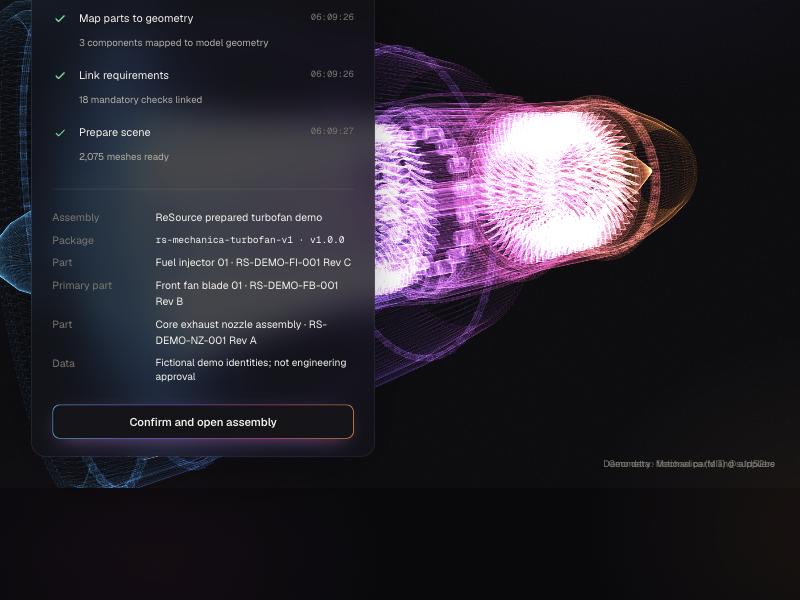 Map parts to geometry 06:09:26
3 components mapped to model geometry
Link requirements 06:09:26
18 mandatory checks linked
Prepare scene 06:09:27
2,075 meshes ready
Assembly ReSource prepared turbofan demo
Package rs-mechanica-turbofan-v1 · v1.0.0
Part Fuel injector 01 · RS-DEMO-FI-001 Rev C
Primary part Front fan blade 01 · RS-DEMO-FB-001
Rev B
Part Core exhaust nozzle assembly · RS-
DEMO-NZ-001 Rev A
Data Fictional demo identities; not engineering
approval
Confirm and open assembly